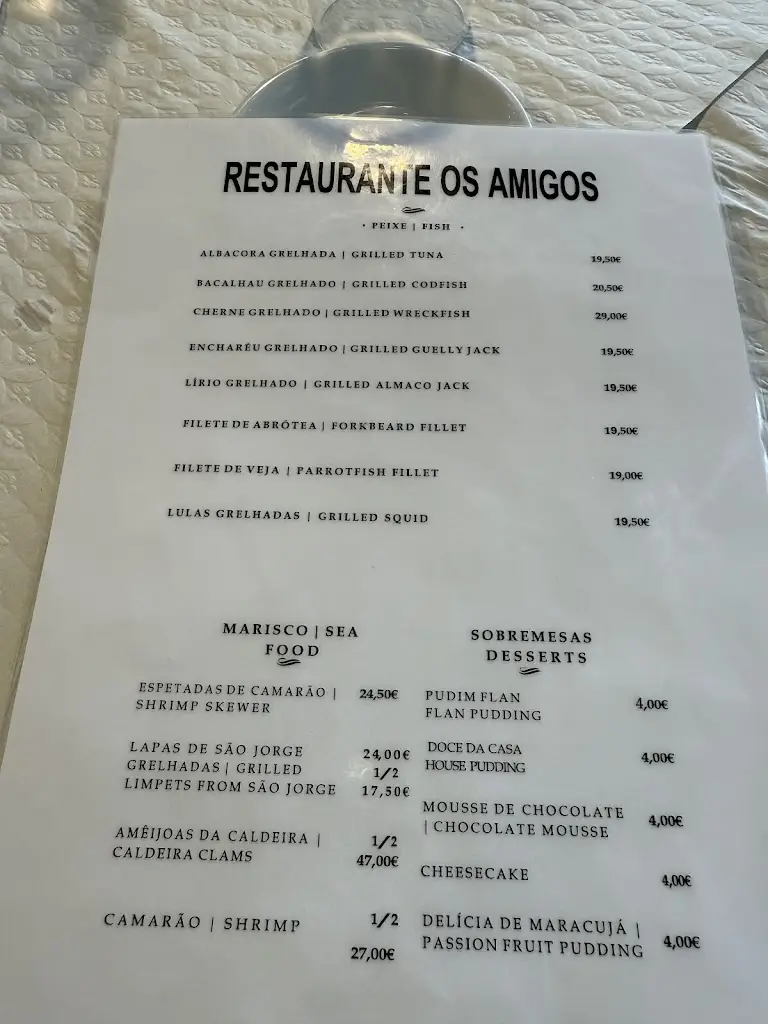 RESTAURANTE OS AMIGOS
• PEIXE | FISH •
ALBACORA GRELHADA | GRILLED TUNA 19,50€
BACALHAU GRELHADO | GRILLED CODFISH 20,50€
CHERNE GRELHADO | GRILLED WRECKFISH 29,00€
ENCHARÉU GRELHADO | GRILLED GUELLY JACK 19,50€
LÍRIO GRELHADO | GRILLED ALMACO JACK 19,50€
FILETE DE ABRÓTEA | FORKBEARD FILLET 19,50€
FILETE DE VEJA | PARROTFISH FILLET 19,00€
LULAS GRELHADAS | GRILLED SQUID 19,50€
MARISCO | SEA
FOOD
ESPETADAS DE CAMARÃO | 24,50€
SHRIMP SKEWER
LAPAS DE SÃO JORGE 24,00€
GRELHADAS | GRILLED 1/2
LIMPETS FROM SÃO JORGE 17,50€
AMÊIJOAS DA CALDEIRA | 1/2
CALDEIRA CLAMS 47,00€
CAMARÃO | SHRIMP 1/2
27,00€
SOBREMESAS
DESSERTS
PUDIM FLAN 4,00€
FLAN PUDDING
DOCE DA CASA 4,00€
HOUSE PUDDING
MOUSSE DE CHOCOLATE 4,00€
| CHOCOLATE MOUSSE
CHEESECAKE 4,00€
DELÍCIA DE MARACUJÁ | 4,00€
PASSION FRUIT PUDDING